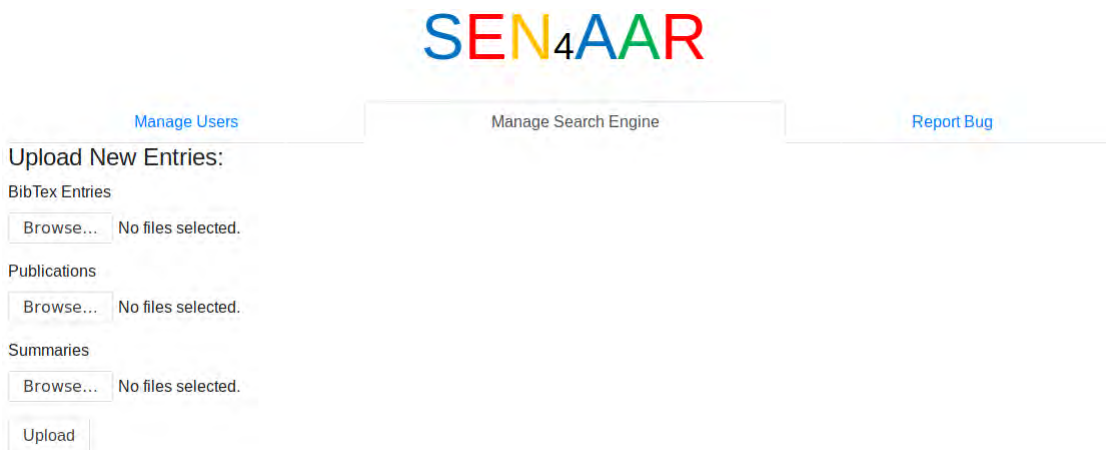 SEN4AAR
Manage Users Manage Search Engine Report Bug
Upload New Entries:
BibTex Entries
Browse... No files selected.
Publications
Browse... No files selected.
Summaries
Browse... No files selected.
Upload